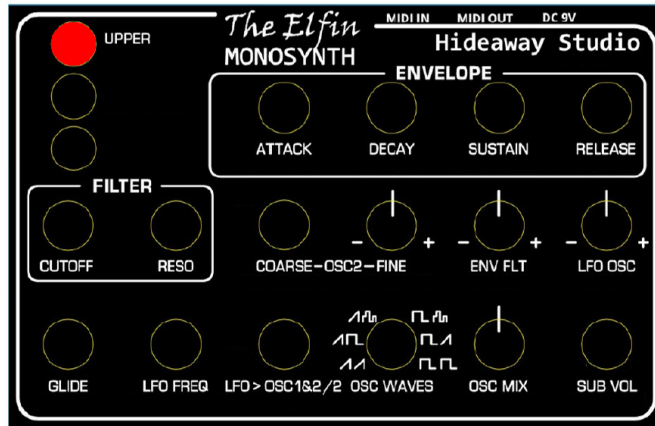 The Elfin
MIDI IN MIDI OUT DC 9V
UPPER
MONOSYNTH
Hideaway Studio
ENVELOPE
ATTACK DECAY SUSTAIN RELEASE
FILTER
- + - + - +
CUTOFF RESO COARSE-OSC2-FINE ENV FLT LFO OSC
GLIDE LFO FREQ LFO > OSC1&2/2 OSC WAVES OSC MIX SUB VOL